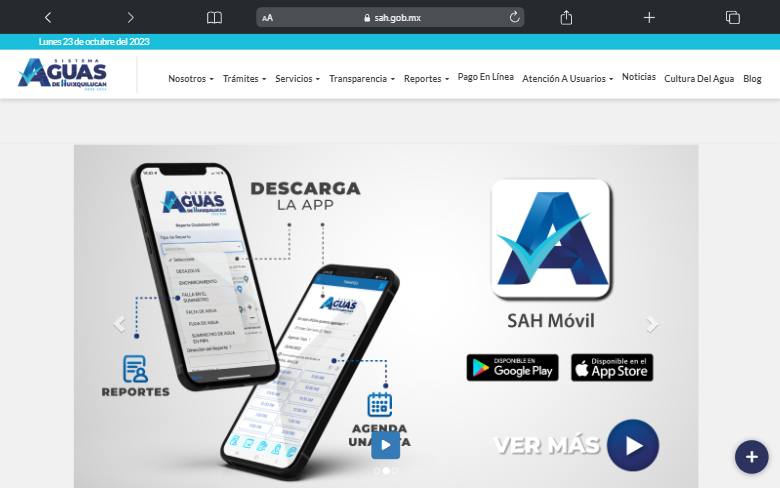 AA
sah.gob.mx
Lunes 23 de octubre del 2023
SISTEMA
AGUAS
DE HUIXQUILUCAN
Nosotros
Trámites
Servicios
Transparencia
Reportes
Pago En Línea
Atención A Usuarios
Noticias
Cultura Del Agua
Blog
DESCARGA
LA APP
SISTEMA
AGUAS
DE HUIXQUILUCAN
Reporte Ciudadano SAH
Tipo de Reporte
Seleccione
DESAZOLVE
ENCHARCAMIENTO
FALLA EN EL
SUMINISTRO
FALTA DE AGUA
FUGA DE AGUA
SUMINISTRO DE AGUA
EN PIPA
Dirección del Reporte
REPORTES
AGUAS
AGENDA
SAH Móvil
DISPONIBLE EN
Google Play
Disponible en el
App Store
VER MÁS